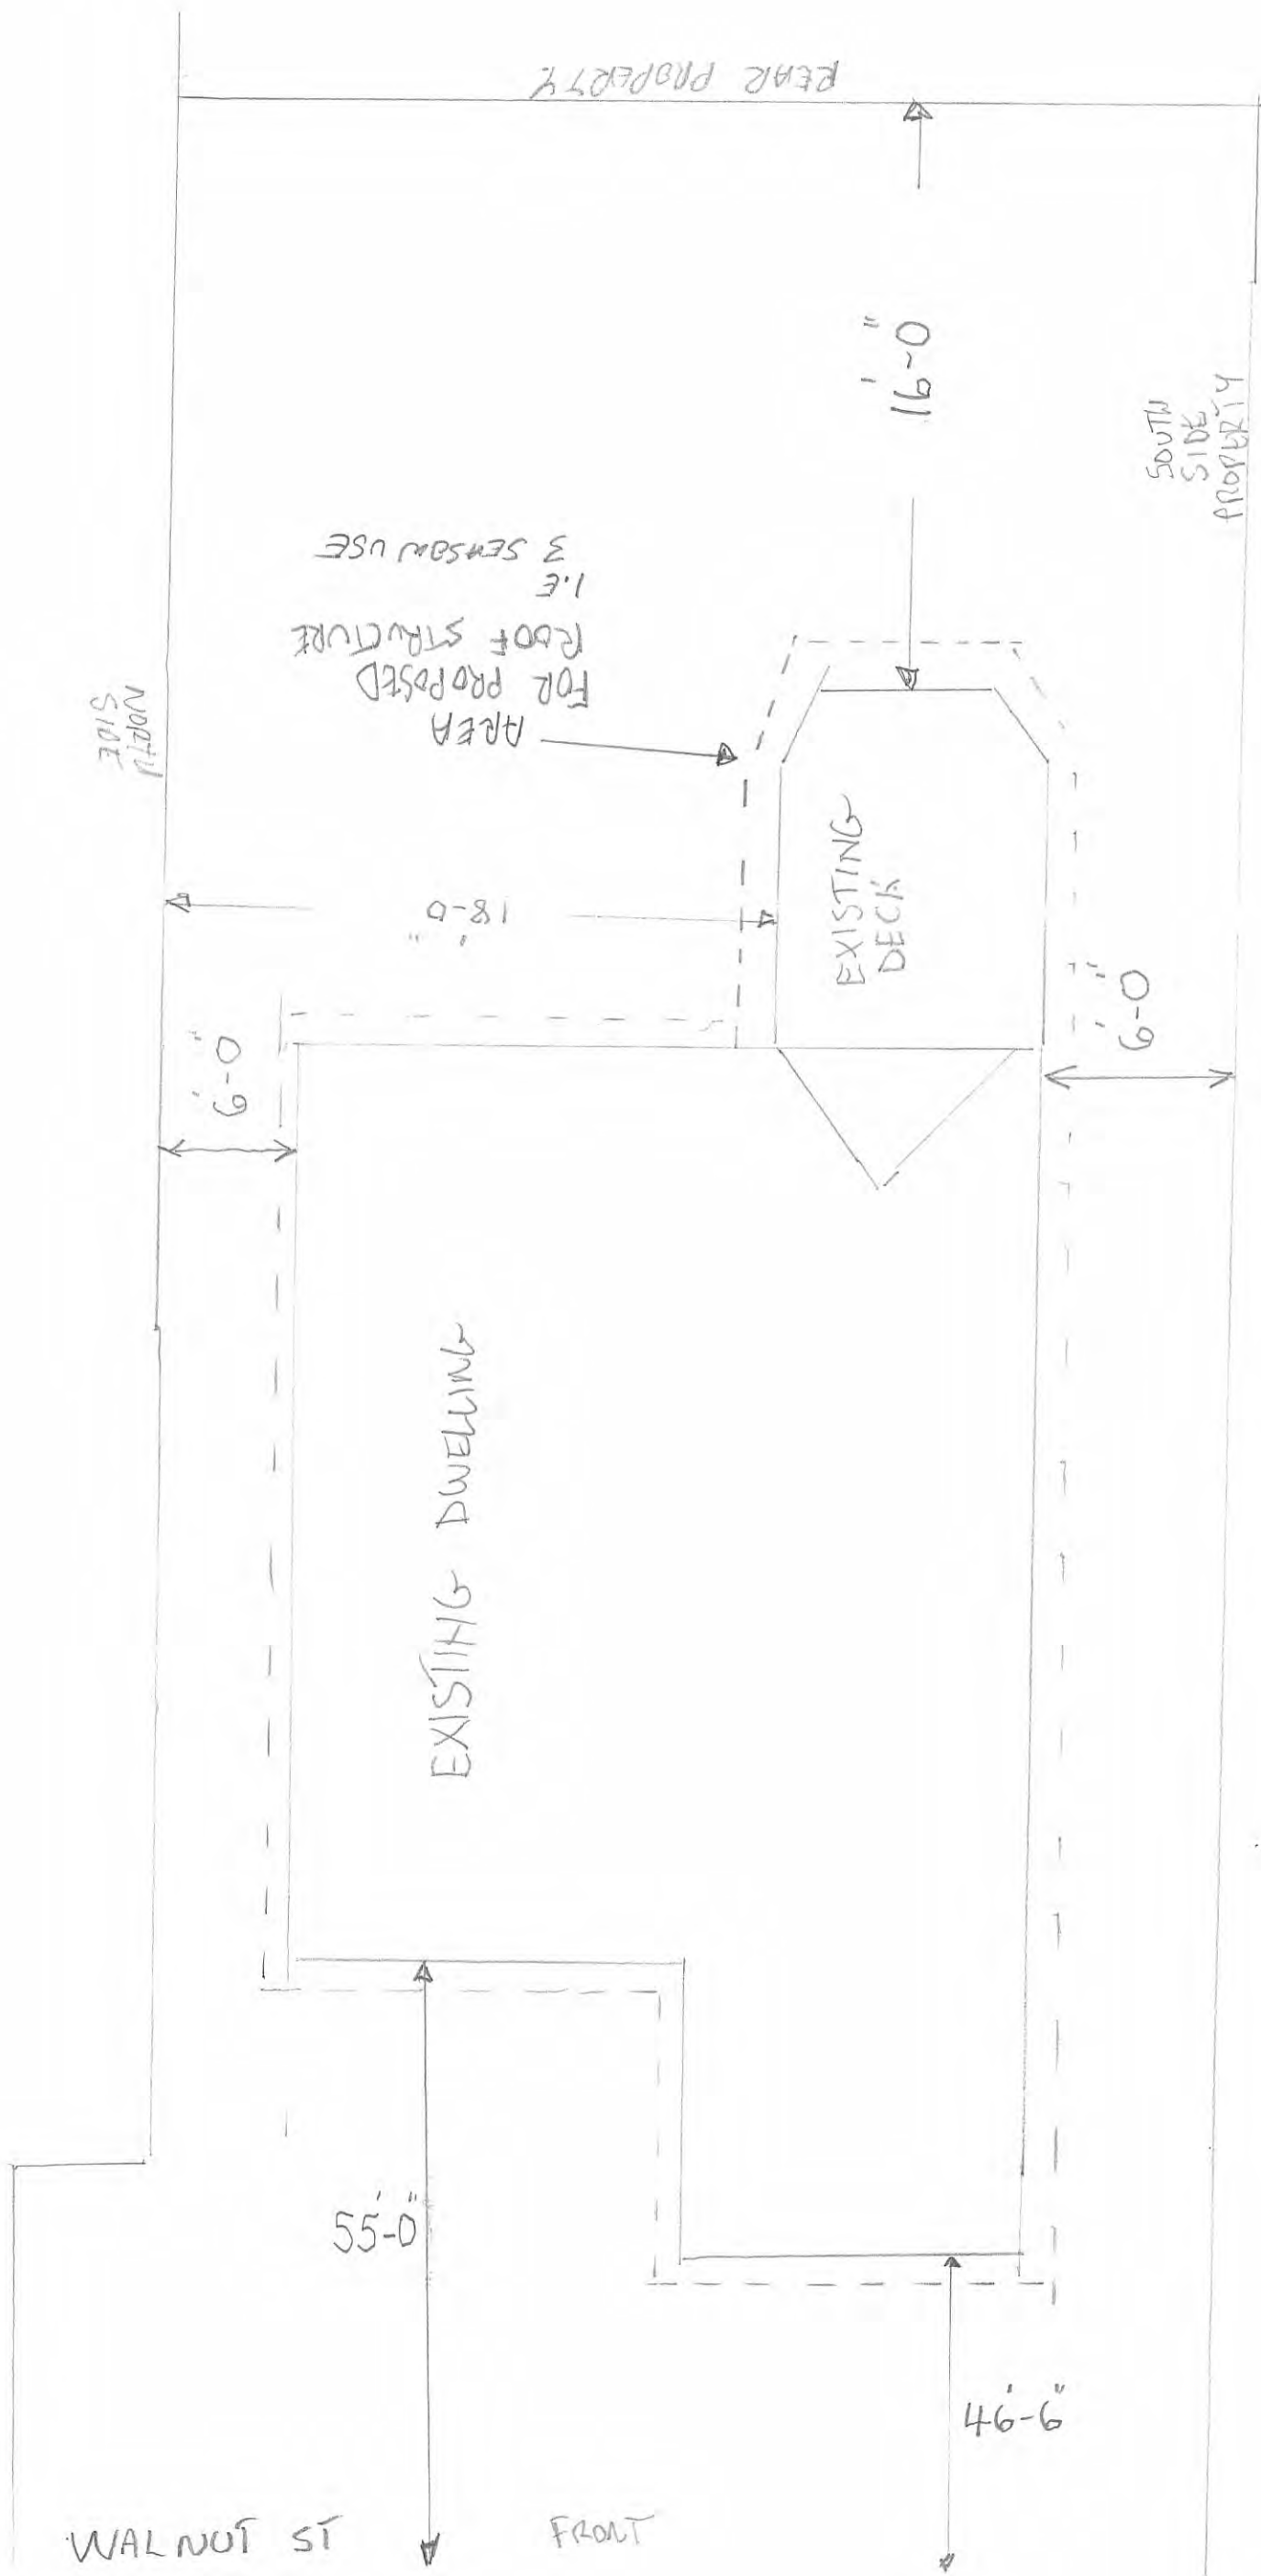 REAR PROPERTY
NORTH
SIDE
AREA
FOR PROPOSED
ROOF STRUCTURE
I.E
3 SEASON USE
16'-0"
SOUTH
SIDE
PROPERTY
18'-0"
EXISTING
DECK
6'-0"
6'-0"
EXISTING DWELLING
55'-0"
46'-6"
WALNUT ST
FRONT